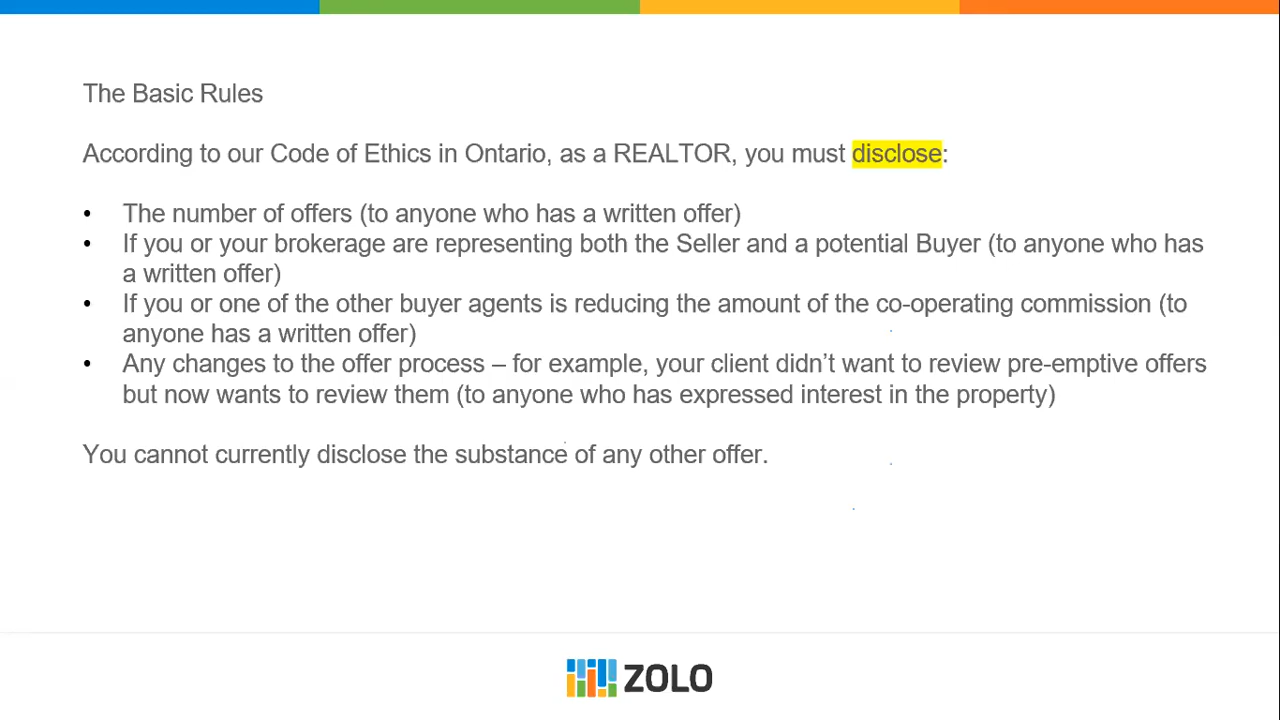 The Basic Rules
According to our Code of Ethics in Ontario, as a REALTOR, you must disclose:
• The number of offers (to anyone who has a written offer)
• If you or your brokerage are representing both the Seller and a potential Buyer (to anyone who has
a written offer)
• If you or one of the other buyer agents is reducing the amount of the co-operating commission (to
anyone has a written offer)
• Any changes to the offer process – for example, your client didn’t want to review pre-emptive offers
but now wants to review them (to anyone who has expressed interest in the property)
You cannot currently disclose the substance of any other offer.
ZOLO